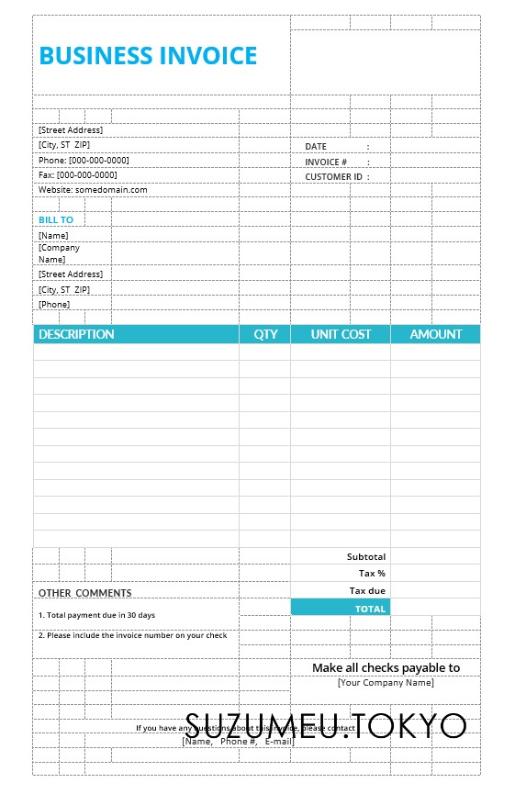 BUSINESS INVOICE
[Street Address]
[City, ST ZIP]
Phone: [000-000-0000]
Fax: [000-000-0000]
Website: somedomain.com
DATE :
INVOICE # :
CUSTOMER ID :
BILL TO
[Name]
[Company
Name]
[Street Address]
[City, ST ZIP]
[Phone]
DESCRIPTION QTY UNIT COST AMOUNT
Subtotal
Tax %
Tax due
TOTAL
OTHER COMMENTS
1. Total payment due in 30 days
2. Please include the invoice number on your check
Make all checks payable to
[Your Company Name]
If you have any questions about this invoice, please contact
[Name, Phone #, E-mail]
SUZUMEU.TOKYO